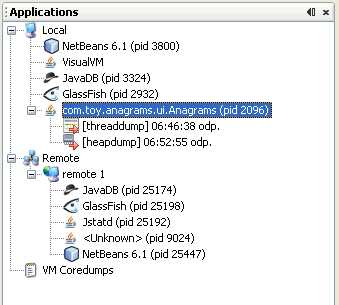 Applications
Local
NetBeans 6.1 (pid 3800)
VisualVM
JavaDB (pid 3324)
GlassFish (pid 2932)
com.toy.anagrams.ui.Anagrams (pid 2096)
[threaddump] 06:46:38 odp.
[heapdump] 06:52:55 odp.
Remote
remote 1
JavaDB (pid 25174)
GlassFish (pid 25198)
Jstatd (pid 25192)
<Unknown> (pid 9024)
NetBeans 6.1 (pid 25447)
VM Coredumps